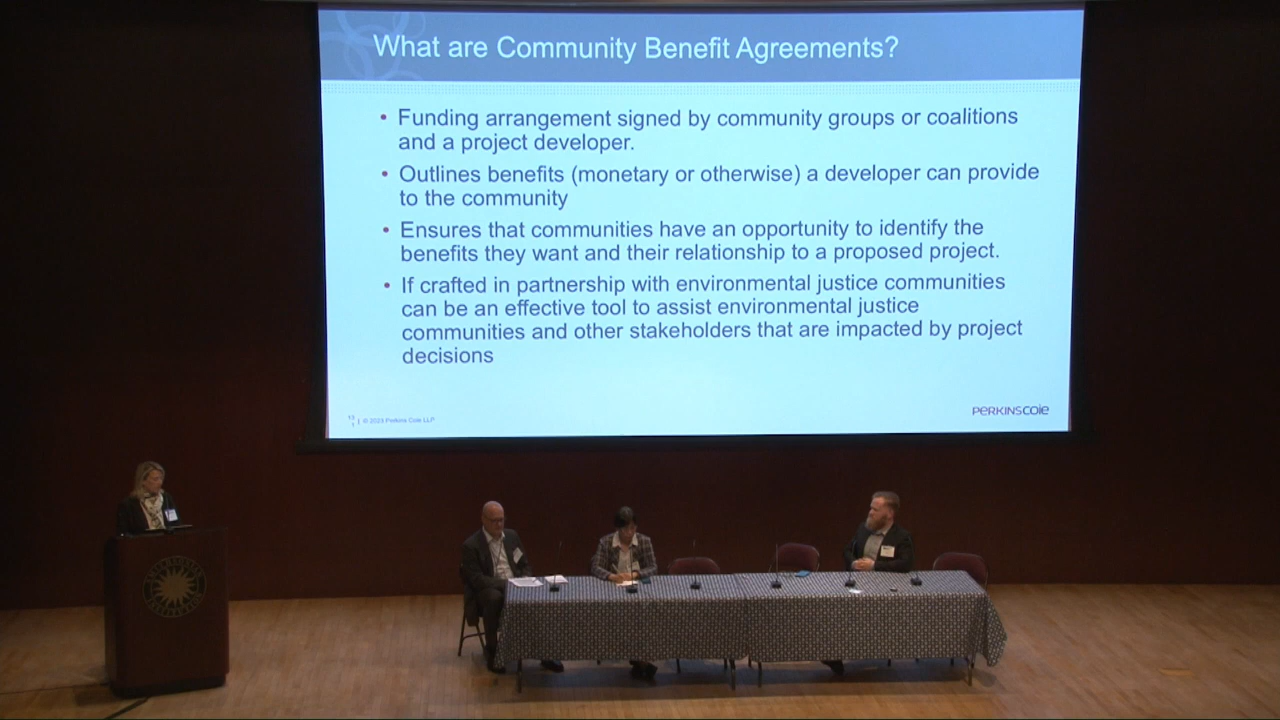 What are Community Benefit Agreements?
• Funding arrangement signed by community groups or coalitions
and a project developer.
• Outlines benefits (monetary or otherwise) a developer can provide
to the community
• Ensures that communities have an opportunity to identify the
benefits they want and their relationship to a proposed project.
• If crafted in partnership with environmental justice communities
can be an effective tool to assist environmental justice
communities and other stakeholders that are impacted by project
decisions
| © 2023 Perkins Coie LLP
PERKINSCOIE